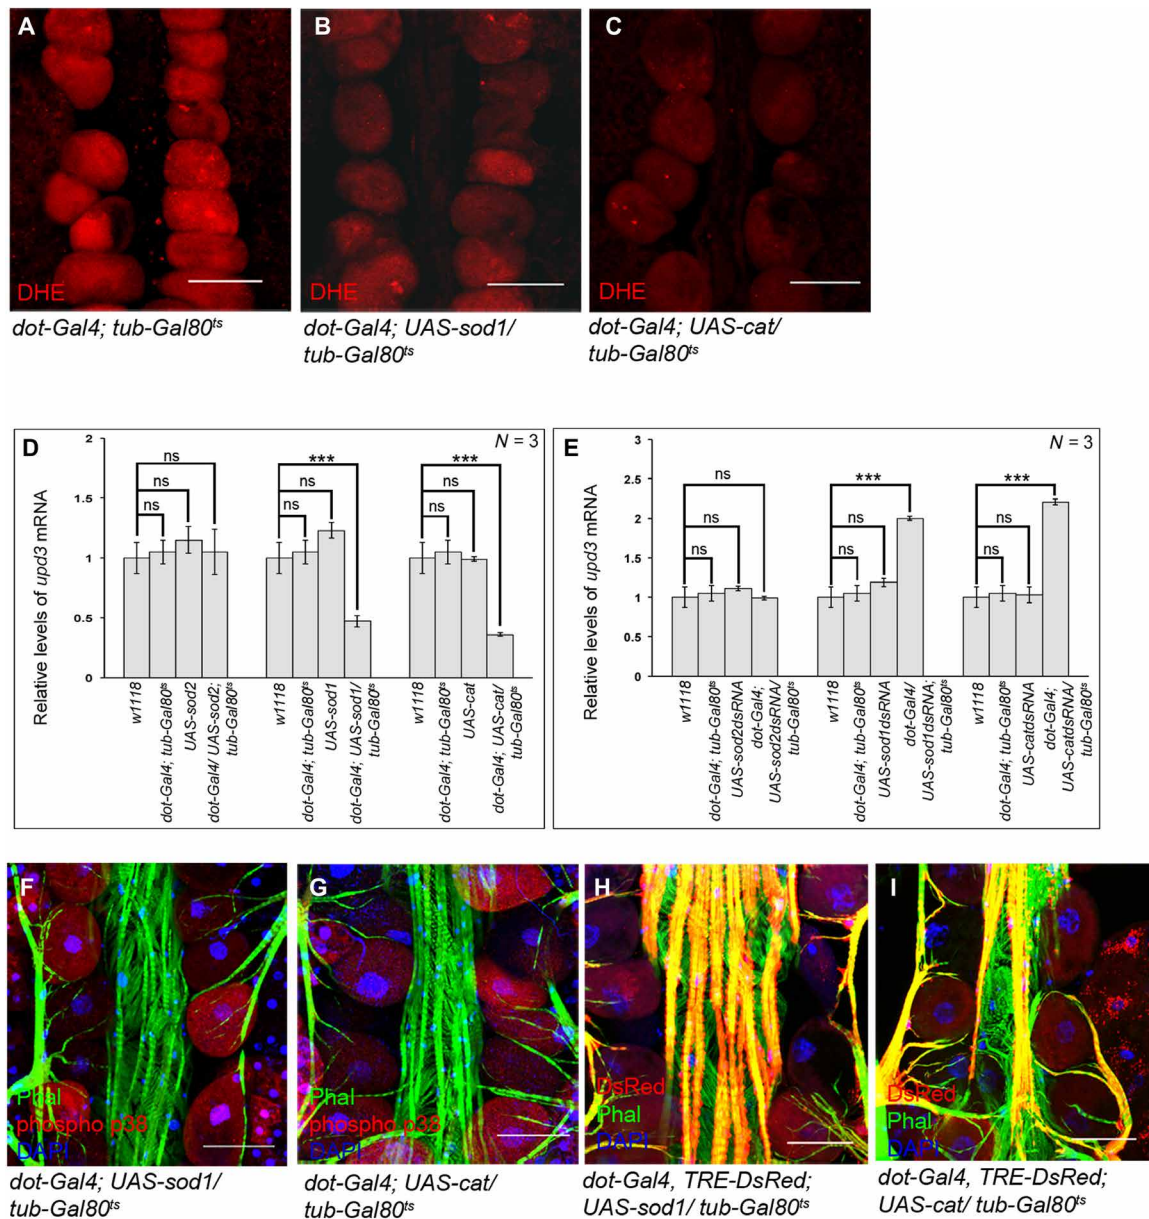 A
B
C
DHE
DHE
DHE
dot-Gal4; tub-Gal80ts
dot-Gal4; UAS-sod1/
tub-Gal80ts
dot-Gal4; UAS-cat/
tub-Gal80ts
D
N = 3
Relative levels of upd3 mRNA
2
1.5
1
0.5
0
ns
ns
ns
***
ns
ns
***
ns
ns
w1118
dot-Gal4; tub-Gal80ts
UAS-sod2
dot-Gal4/ UAS-sod2;
tub-Gal80ts
w1118
dot-Gal4; tub-Gal80ts
UAS-sod1
dot-Gal4; UAS-sod1/
tub-Gal80ts
w1118
dot-Gal4; tub-Gal80ts
UAS-cat
dot-Gal4; UAS-cat/
tub-Gal80ts
E
N = 3
Relative levels of upd3 mRNA
3
2.5
2
1.5
1
0.5
0
ns
ns
ns
***
ns
ns
***
ns
ns
w1118
dot-Gal4; tub-Gal80ts
UAS-sod2dsRNA
dot-Gal4;
UAS-sod2dsRNA/
tub-Gal80ts
w1118
dot-Gal4; tub-Gal80ts
UAS-sod1dsRNA
dot-Gal4/
UAS-sod1dsRNA;
tub-Gal80ts
w1118
dot-Gal4; tub-Gal80ts
UAS-catdsRNA
dot-Gal4;
UAS-catdsRNA/
tub-Gal80ts
F
Phal
phospho p38
DAPI
G
Phal
phospho p38
DAPI
H
DsRed
Phal
DAPI
I
DsRed
Phal
DAPI
dot-Gal4; UAS-sod1/
tub-Gal80ts
dot-Gal4; UAS-cat/
tub-Gal80ts
dot-Gal4, TRE-DsRed;
UAS-sod1/ tub-Gal80ts
dot-Gal4, TRE-DsRed;
UAS-cat/ tub-Gal80ts